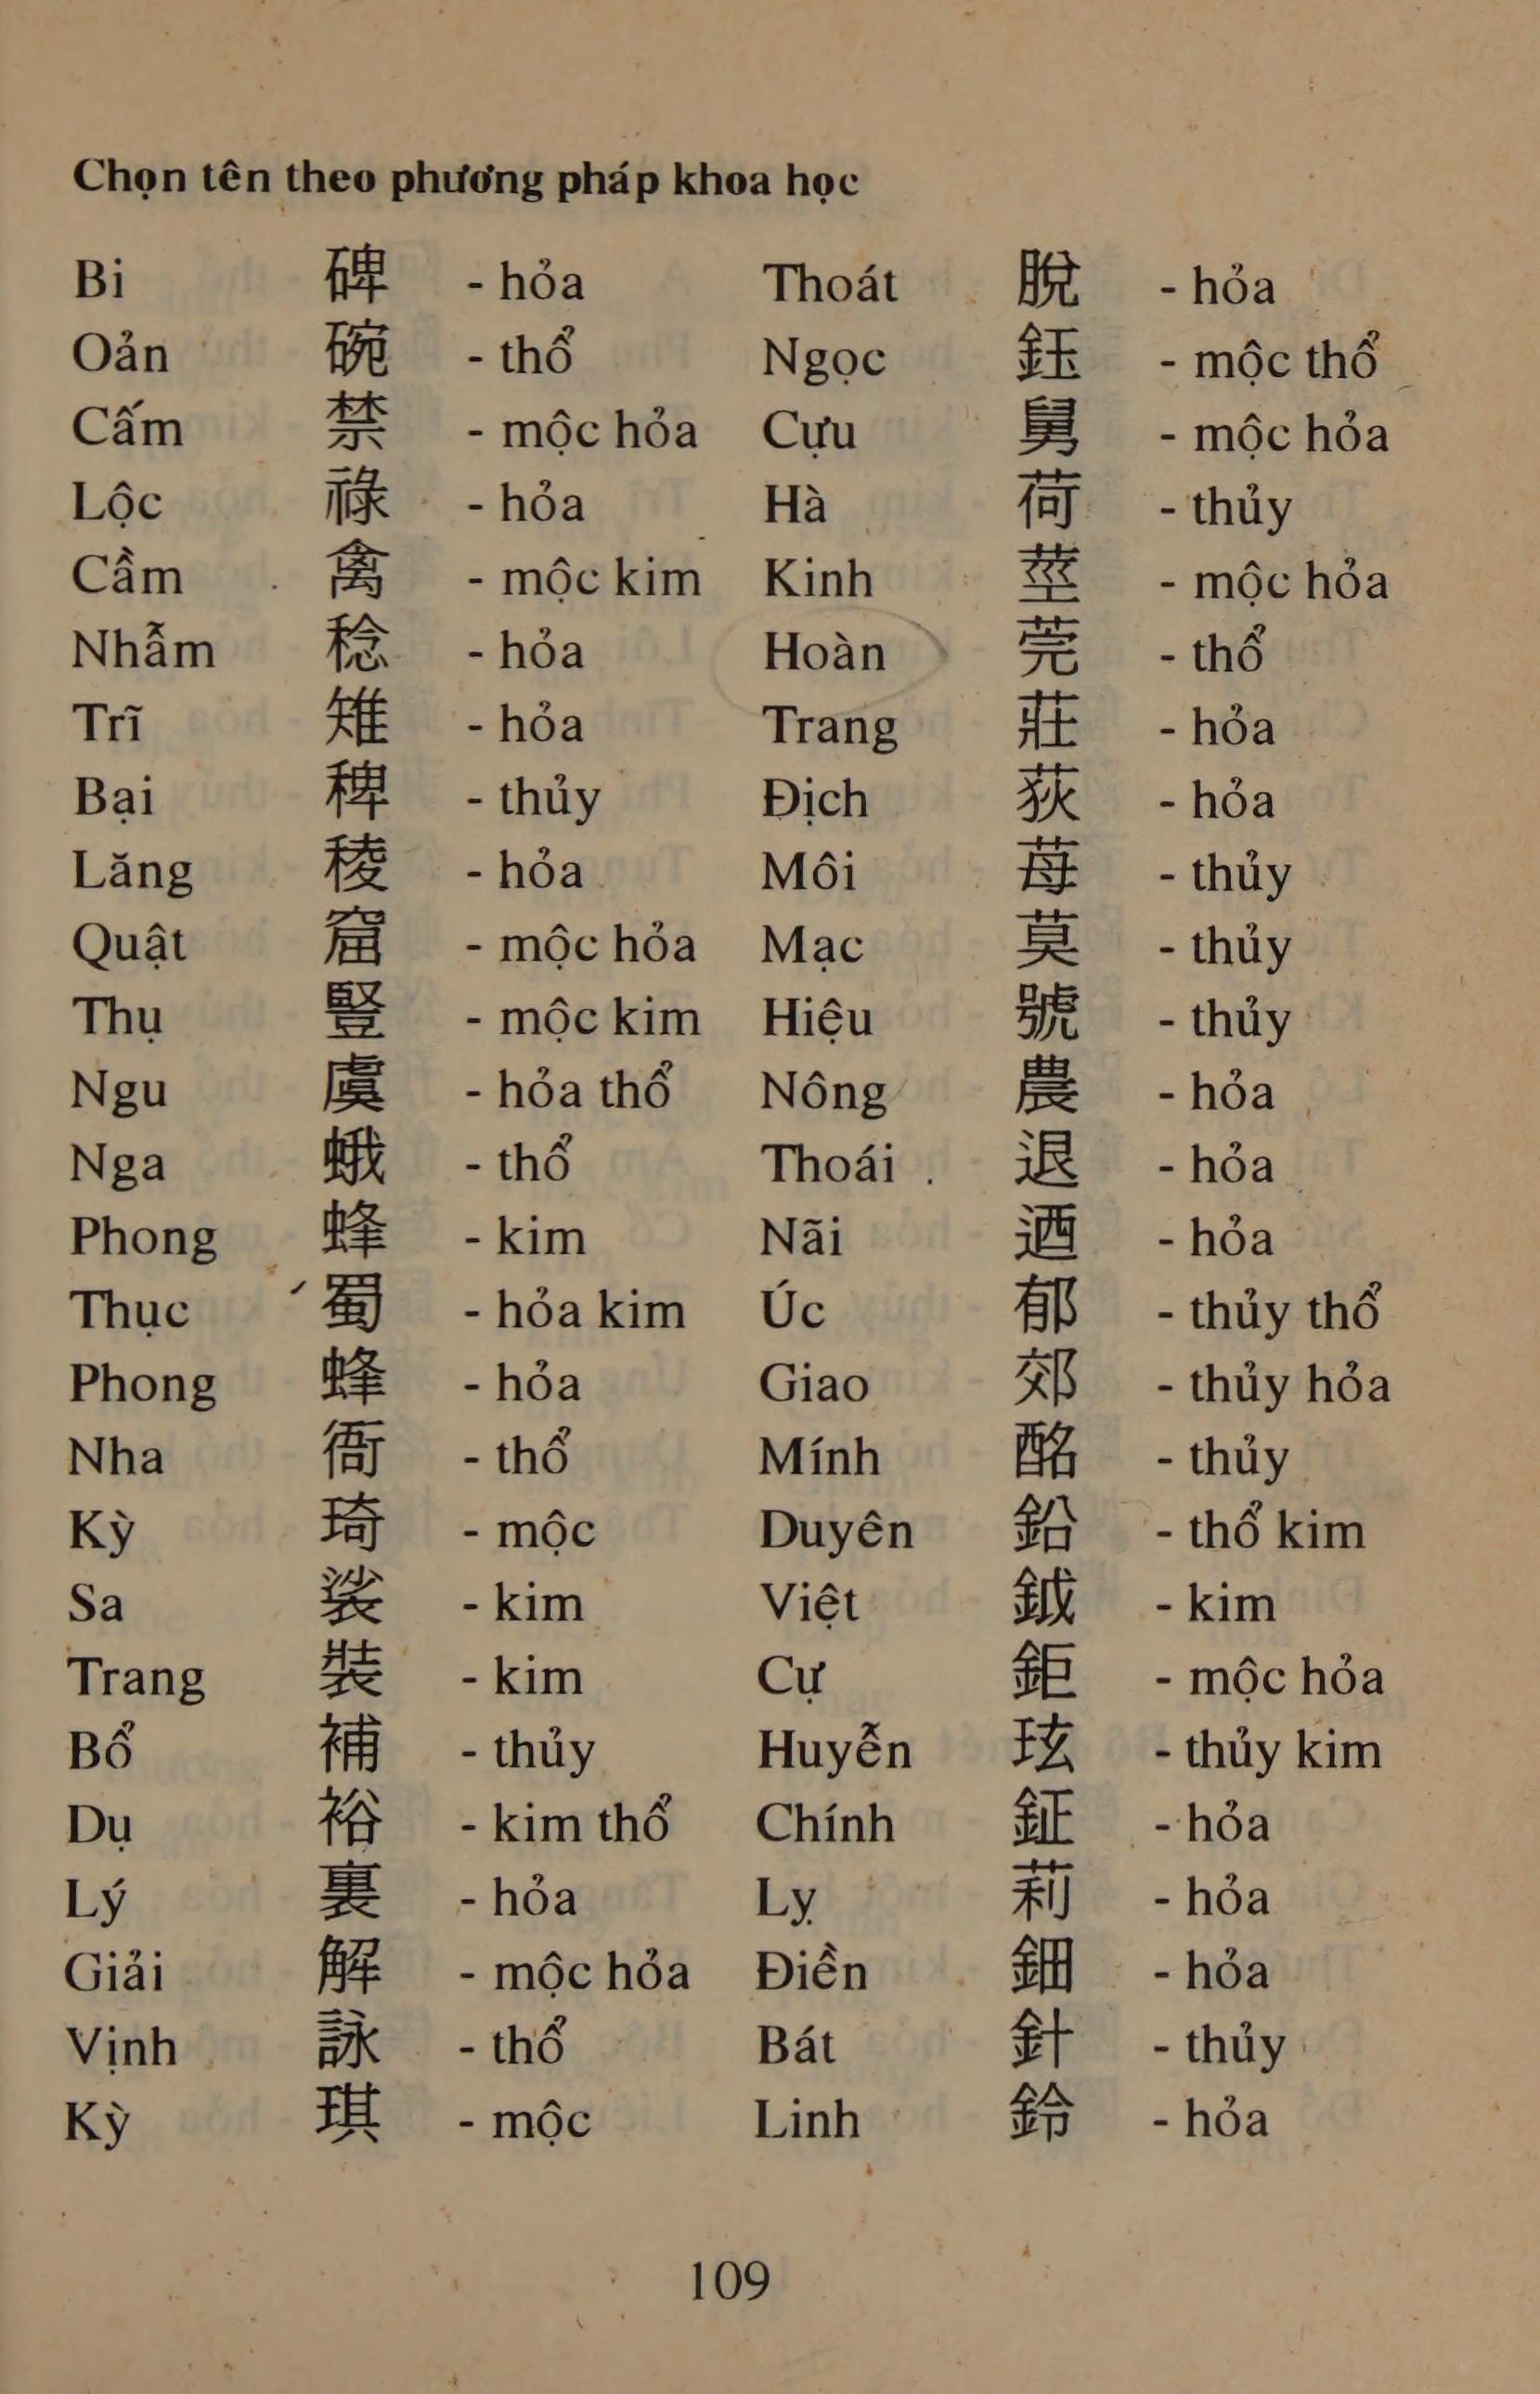 Chọn tên theo phương pháp khoa học
Bi 碑 - hỏa
Oản 碗 - thổ
Cấm 禁 - mộc hỏa
Lộc 祿 - hỏa
Cầm 禽 - mộc kim
Nhẫm 稔 - hỏa
Trĩ 雉 - hỏa
Bại 稗 - thủy
Lăng 稜 - hỏa
Quật 窟 - mộc hỏa
Thụ 豎 - mộc kim
Ngu 虞 - hỏa thổ
Nga 蛾 - thổ
Phong 蜂 - kim
Thục 蜀 - hỏa kim
Phong 蜂 - hỏa
Nha 衙 - thổ
Kỳ 琦 - mộc
Sa 裟 - kim
Trang 裝 - kim
Bổ 補 - thủy
Dụ 裕 - kim thổ
Lý 裏 - hỏa
Giải 解 - mộc hỏa
Vịnh 詠 - thổ
Kỳ 琪 - mộc
Thoát 脫 - hỏa
Ngọc 鈺 - mộc thổ
Cựu 舅 - mộc hỏa
Hà 荷 - thủy
Kinh 莖 - mộc hỏa
Hoàn 莞 - thổ
Trang 莊 - hỏa
Địch 荻 - hỏa
Môi 莓 - thủy
Mạc 莫 - thủy
Hiệu 號 - thủy
Nông 農 - hỏa
Thoái 退 - hỏa
Nãi 迺 - hỏa
Úc 郁 - thủy thổ
Giao 郊 - thủy hỏa
Mính 酩 - thủy
Duyên 鉛 - thổ kim
Việt 鉞 - kim
Cự 鉅 - mộc hỏa
Huyễn 玹 - thủy kim
Chính 鉦 - hỏa
Lỵ 莉 - hỏa
Điền 鈿 - hỏa
Bát 針 - thủy
Linh 鈴 - hỏa
109